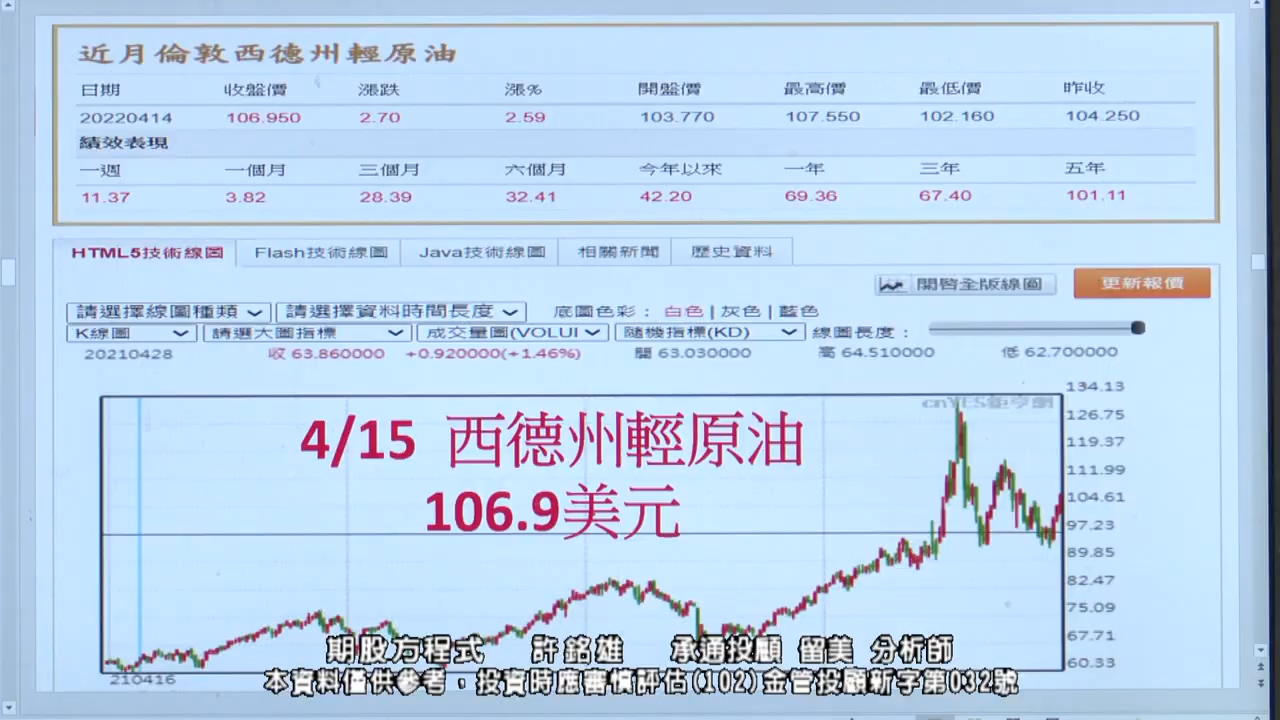 近月倫敦西德州輕原油
日期 收盤價 漲跌 漲% 開盤價 最高價 最低價 昨收
20220414 106.950 2.70 2.59 103.770 107.550 102.160 104.250
績效表現
一週 一個月 三個月 六個月 今年以來 一年 三年 五年
11.37 3.82 28.39 32.41 42.20 69.36 67.40 101.11
HTML5技術線圖 Flash技術線圖 Java技術線圖 相關新聞 歷史資料
開啓全版線圖 更新報價
請選擇線圖種類 請選擇資料時間長度 底圖色彩： 白色 | 灰色 | 藍色
K線圖 請選大圖指標 成交量圖(VOLUI 隨機指標(KD) 線圖長度：
20210428 收 63.860000 +0.920000(+1.46%) 開 63.030000 高 64.510000 低 62.700000
134.13
cnYES鉅亨網
126.75
4/15 西德州輕原油
119.37
111.99
104.61
106.9美元
97.23
89.85
82.47
75.09
67.71
60.33
210416
期股方程式 許銘雄 承通投顧 留美 分析師
本資料僅供參考，投資時應審慎評估(102)金管投顧新字第032號